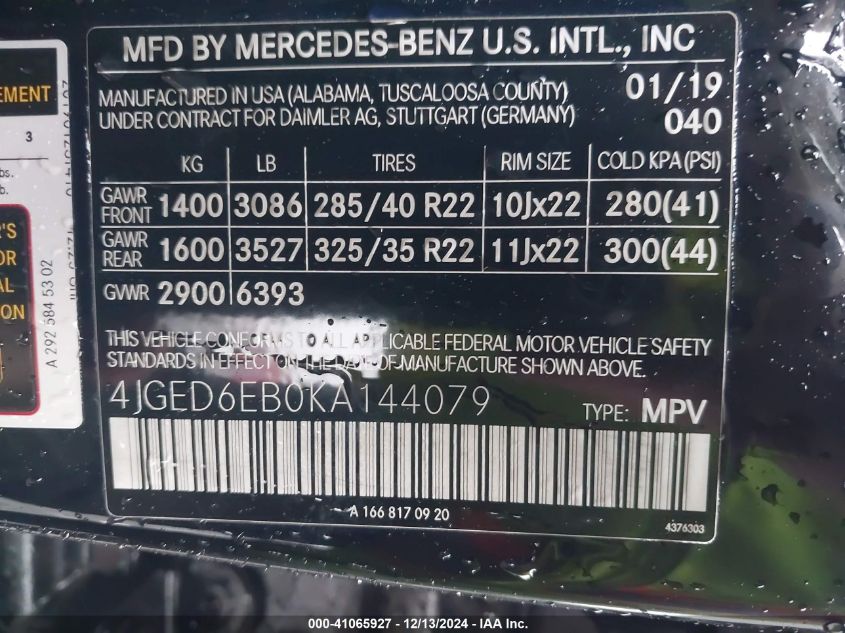 MFD BY MERCEDES-BENZ U.S. INTL., INC
MANUFACTURED IN USA (ALABAMA, TUSCALOOSA COUNTY) 01/19
UNDER CONTRACT FOR DAIMLER AG, STUTTGART (GERMANY) 040
KG LB TIRES RIM SIZE COLD KPA (PSI)
GAWR FRONT 1400 3086 285/40 R22 10Jx22 280(41)
GAWR REAR 1600 3527 325/35 R22 11Jx22 300(44)
GVWR 2900 6393
THIS VEHICLE CONFORMS TO ALL APPLICABLE FEDERAL MOTOR VEHICLE SAFETY
STANDARDS IN EFFECT ON THE DATE OF MANUFACTURE SHOWN ABOVE.
4JGED6EB0KA144079 TYPE: MPV
A 166 817 09 20
4376303
EMENT
3
bs.
b.
'S
OR
AL
ION
A 292 584 53 02
000-41065927 - 12/13/2024 - IAA Inc.